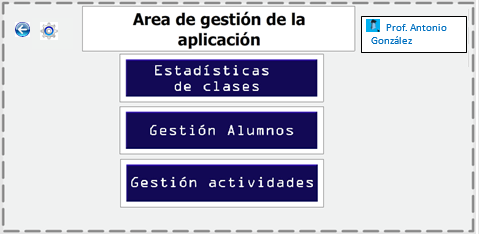 Area de gestión de la
aplicación
Prof. Antonio
González
Estadísticas
de clases
Gestión Alumnos
Gestión actividades